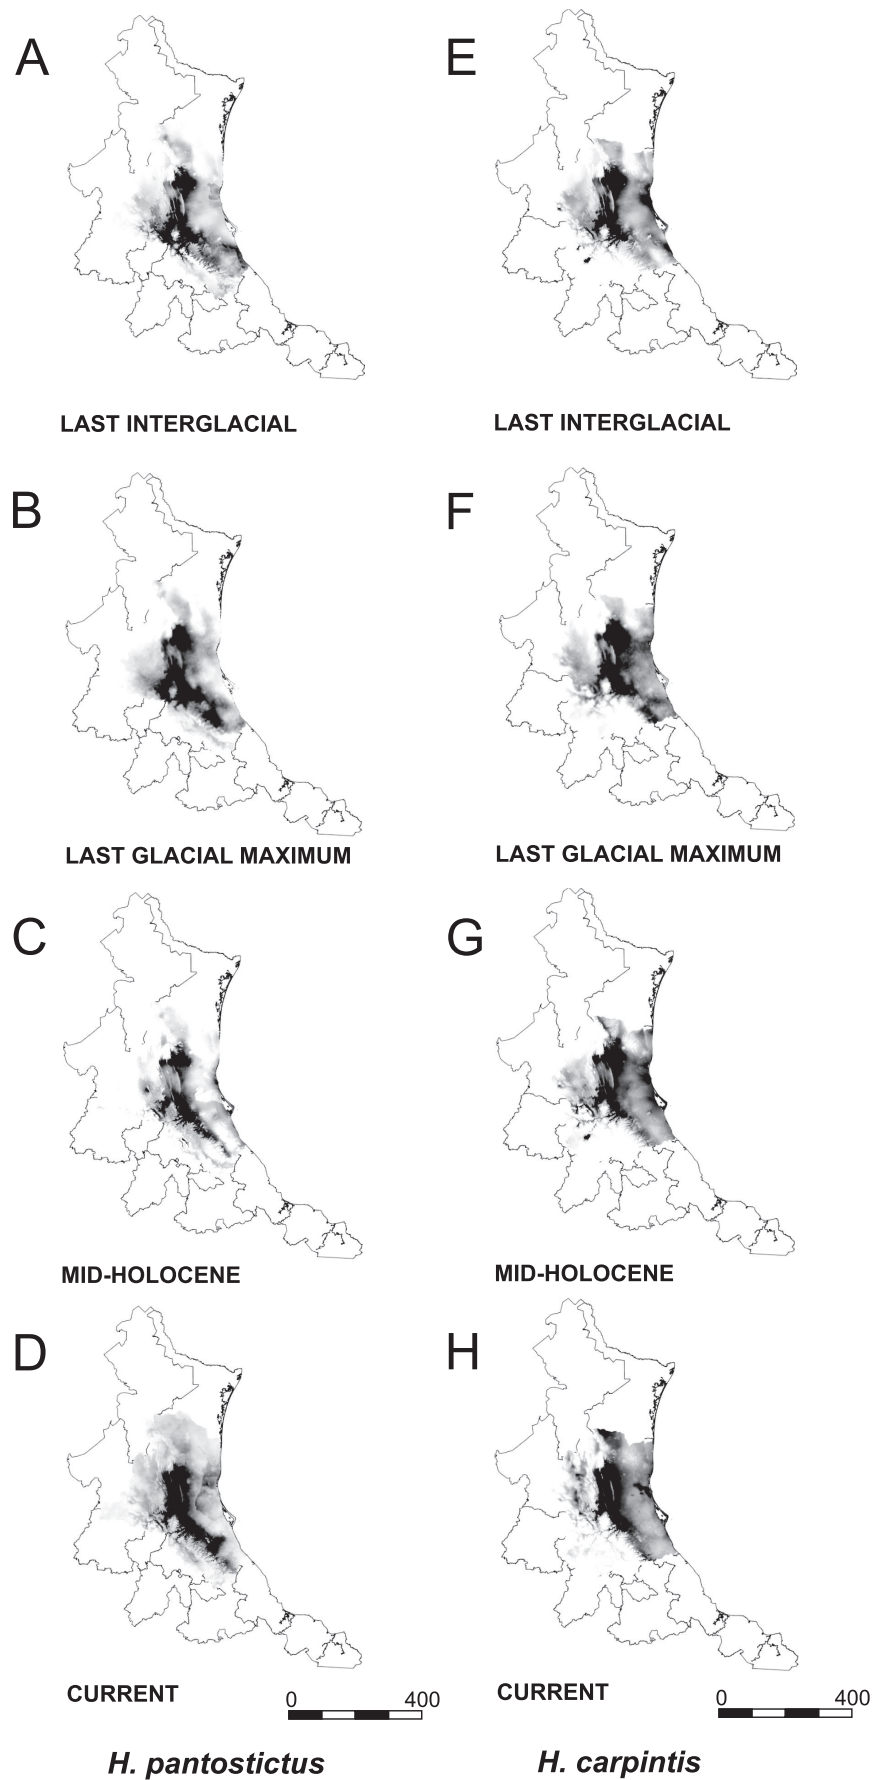 A
E
LAST INTERGLACIAL
LAST INTERGLACIAL
B
F
LAST GLACIAL MAXIMUM
LAST GLACIAL MAXIMUM
C
G
MID-HOLOCENE
MID-HOLOCENE
D
H
CURRENT
0 400
CURRENT
0 400
H. pantostictus
H. carpintis